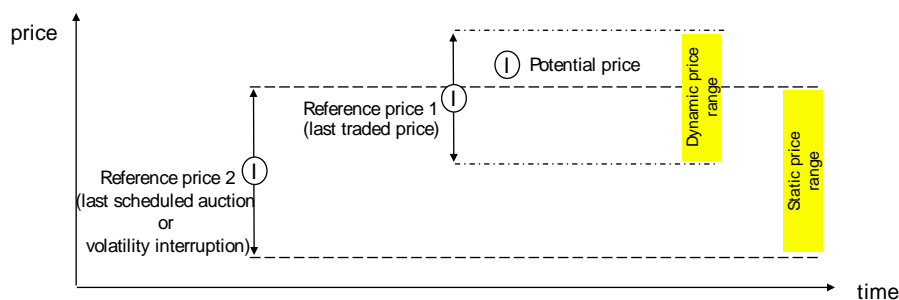 price
Potential price
Reference price 1
(last traded price)
Dynamic price
range
Reference price 2
(last scheduled auction
or
volatility interruption)
Static price
range
time